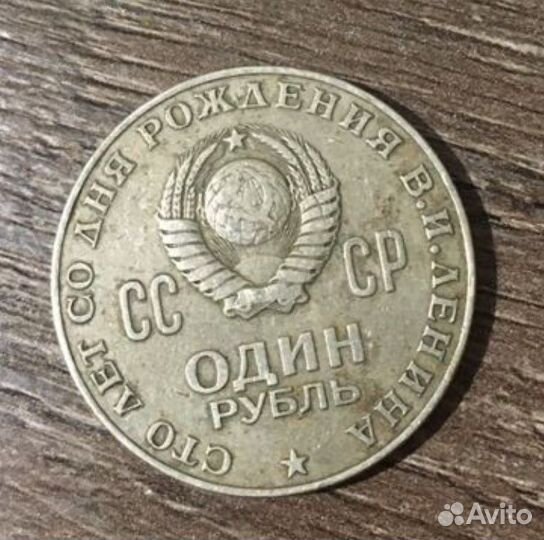 СТО ЛЕТ СО ДНЯ РОЖДЕНИЯ В.И.ЛЕНИНА
СС СР
ОДИН
РУБЛЬ
Avito